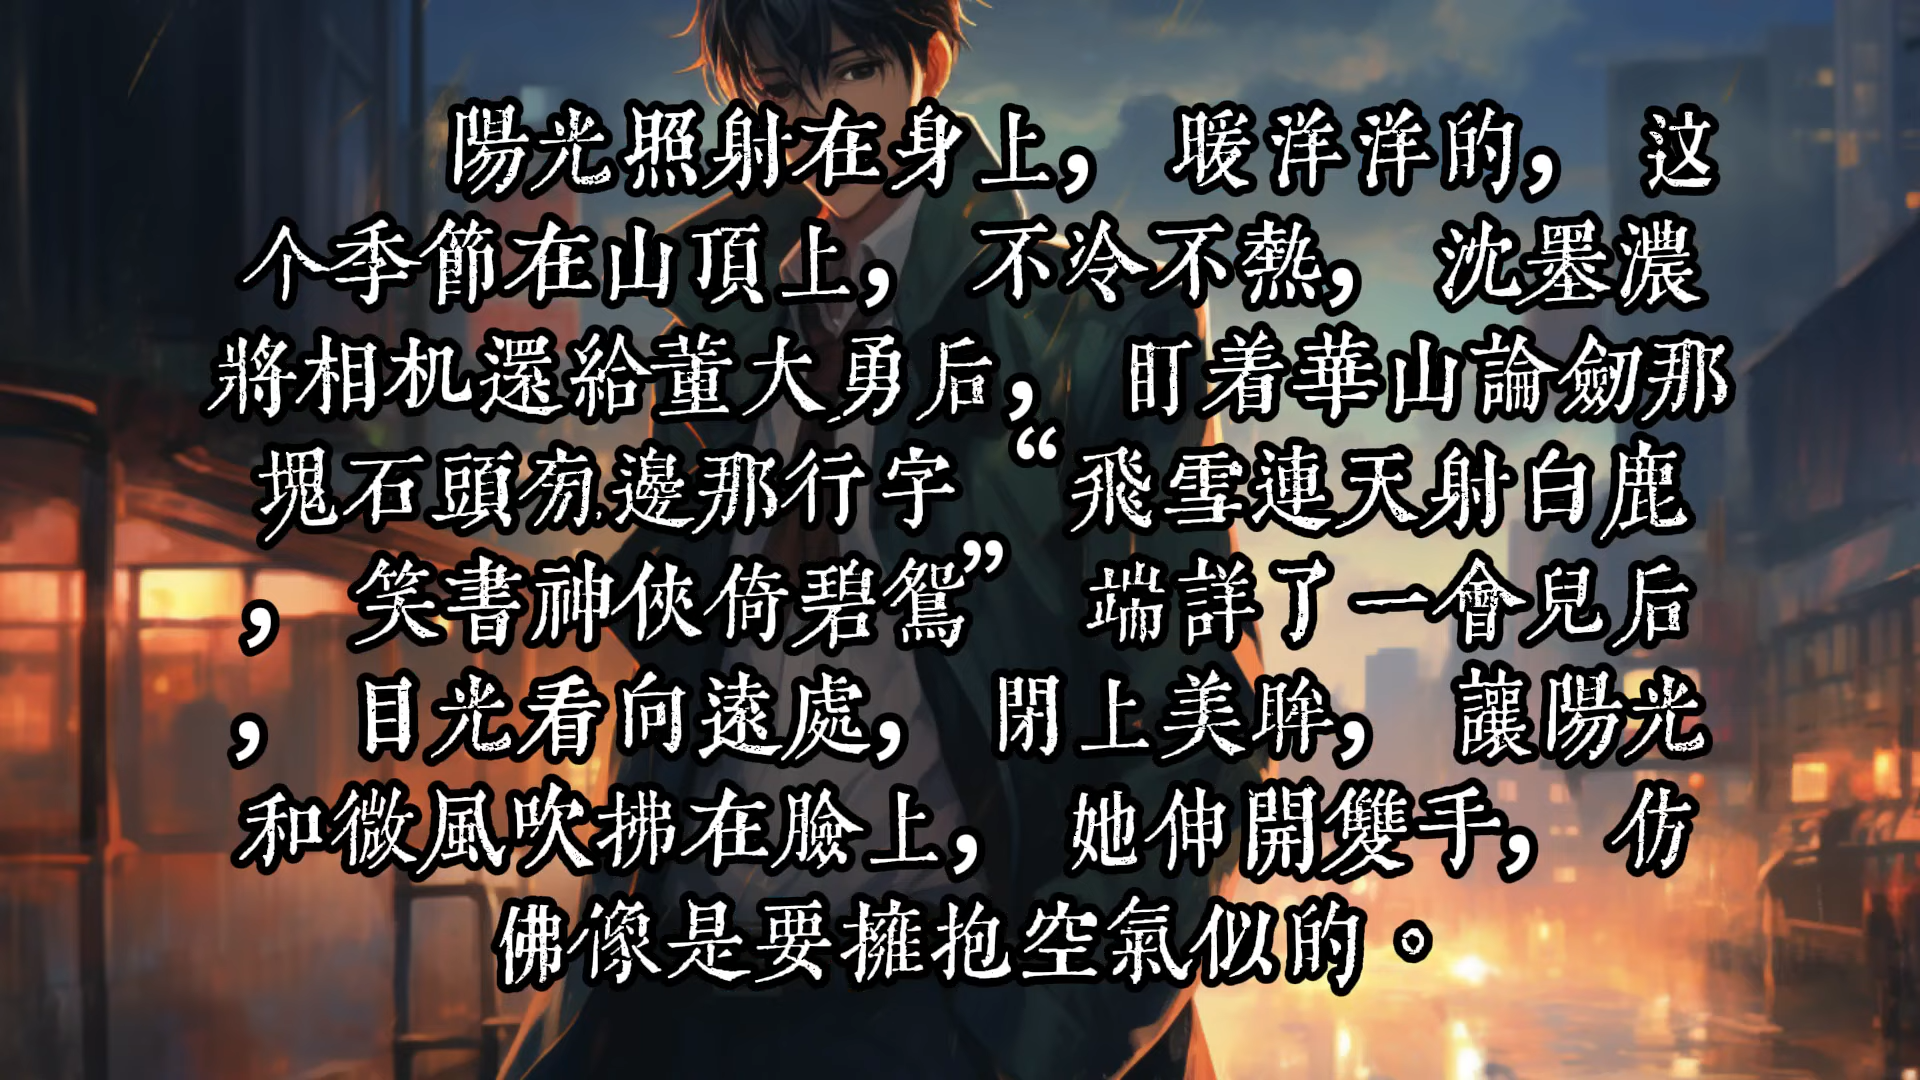 陽光照射在身上， 暖洋洋的， 这
个季節在山頂上， 不冷不熱， 沈墨濃
將相机還給董大勇后， 盯着華山論劒那
塊石頭旁邊那行字 “飛雪連天射白鹿
， 笑書神俠倚碧鴛” 端詳了一會兒后
， 目光看向遠處， 閉上美眸， 讓陽光
和微風吹拂在臉上， 她伸開雙手， 仿
佛像是要擁抱空氣似的。